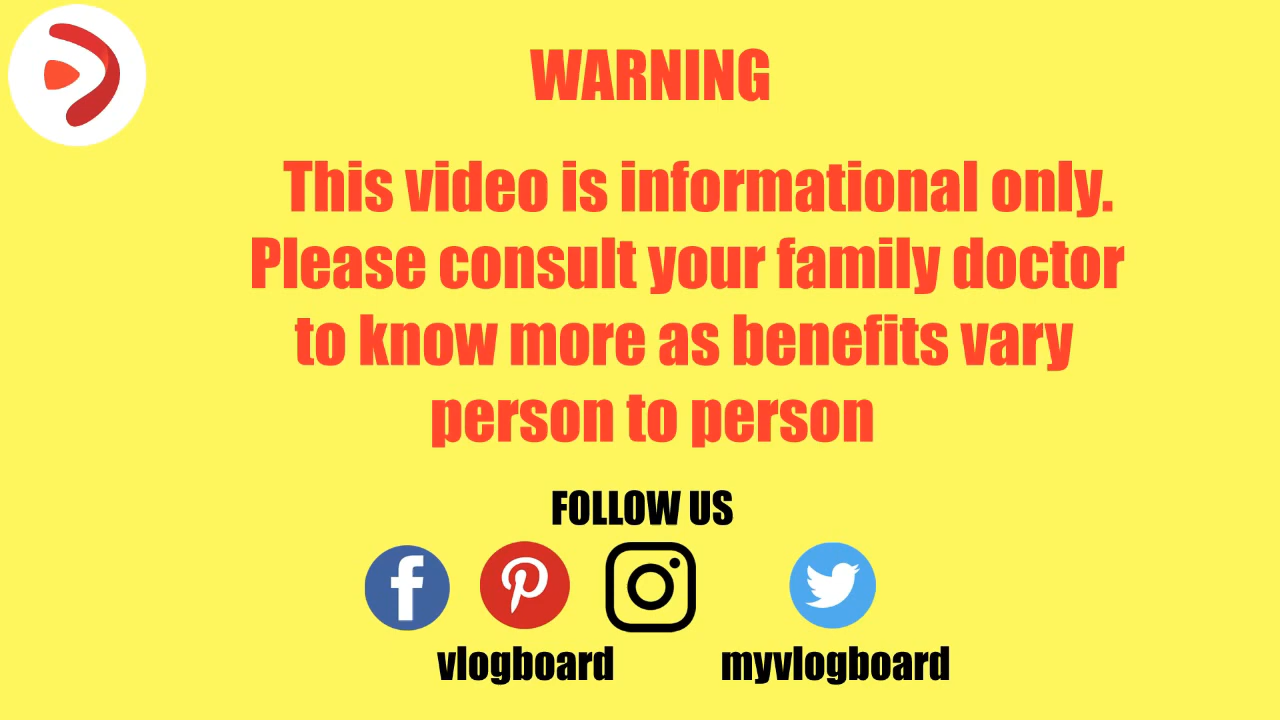 WARNING
This video is informational only.
Please consult your family doctor
to know more as benefits vary
person to person
FOLLOW US
vlogboard
myvlogboard